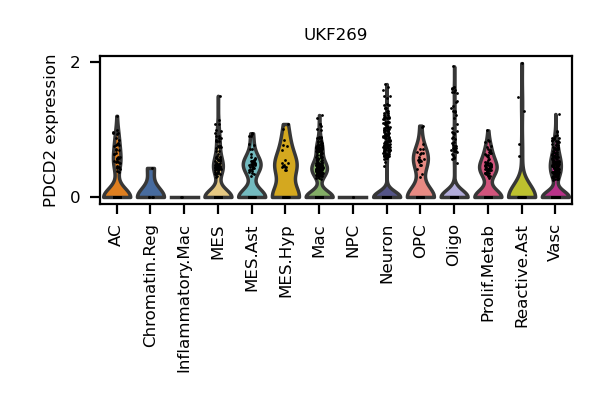 UKF269
PDCD2 expression
2
0
AC
Chromatin.Reg
Inflammatory.Mac
MES
MES.Ast
MES.Hyp
Mac
NPC
Neuron
OPC
Oligo
Prolif.Metab
Reactive.Ast
Vasc